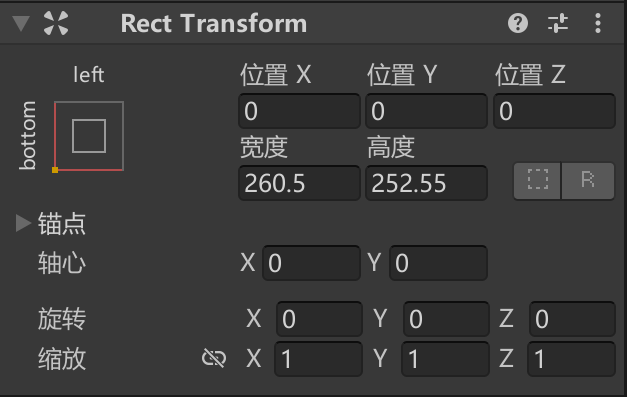 Rect Transform
left
bottom
位置 X 位置 Y 位置 Z
0 0 0
宽度 高度
260.5 252.55
R
锚点
轴心 X 0 Y 0
旋转 X 0 Y 0 Z 0
缩放 X 1 Y 1 Z 1